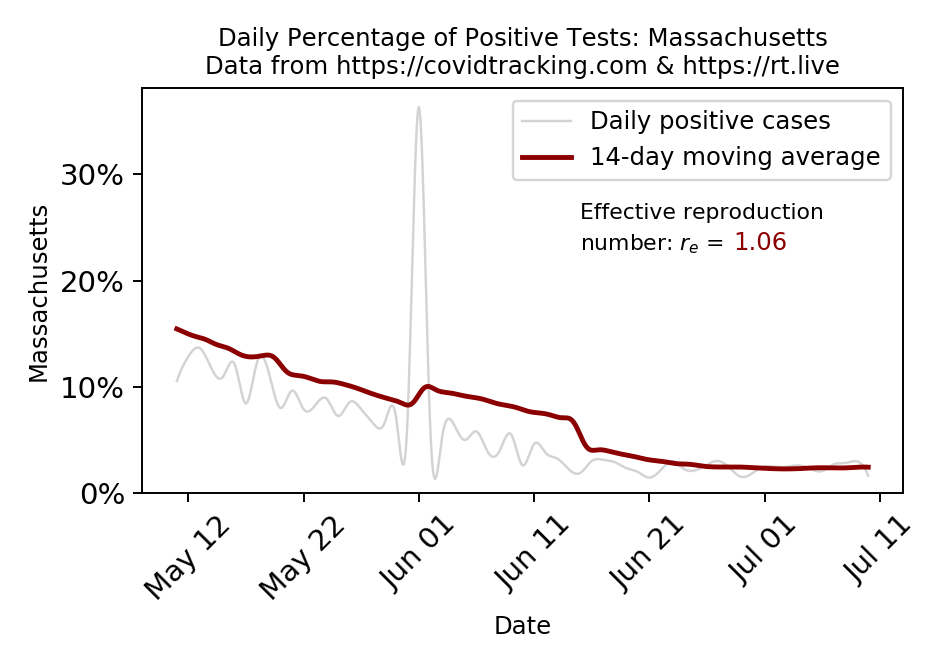 Daily Percentage of Positive Tests: Massachusetts
Data from https://covidtracking.com & https://rt.live
Daily positive cases
14-day moving average
Effective reproduction
number: rₑ = 1.06
Massachusetts
30%
20%
10%
0%
May 12
May 22
Jun 01
Jun 11
Jun 21
Jul 01
Jul 11
Date